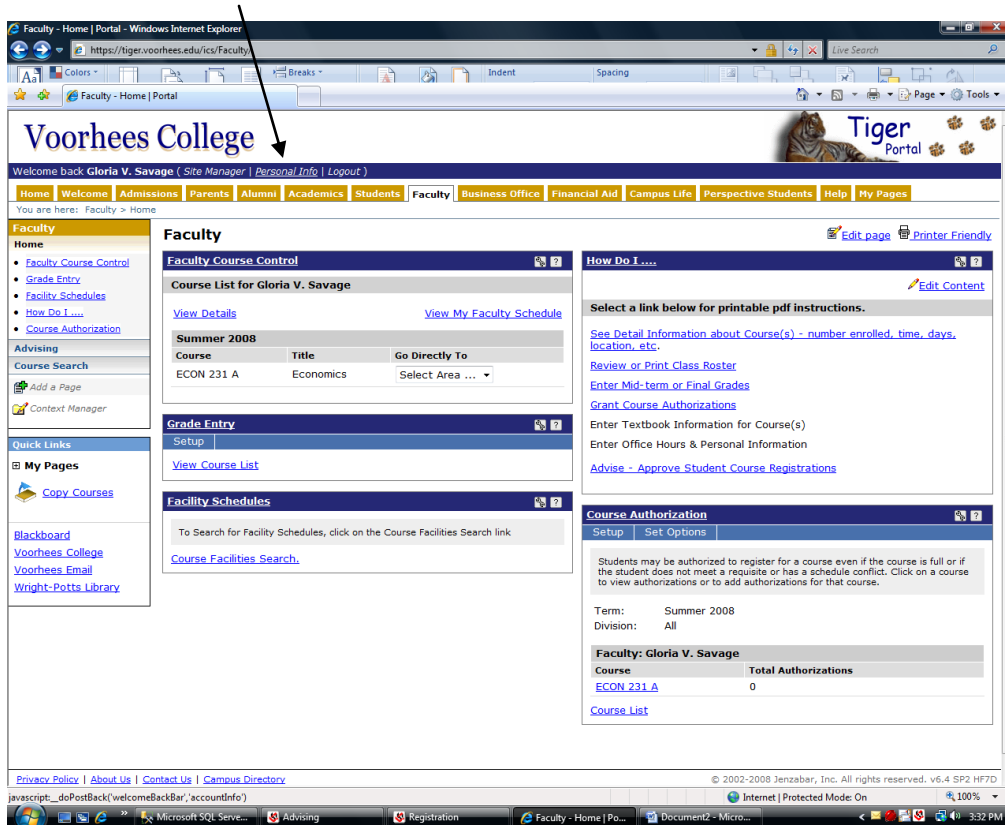 Faculty - Home | Portal - Windows Internet Explorer
https://tiger.voorhees.edu/ics/Faculty/
Live Search
Colors
Breaks
Indent
Spacing
Faculty - Home | Portal
Page
Tools
Voorhees College
Tiger
Portal
Welcome back Gloria V. Savage ( Site Manager | Personal Info | Logout )
Home Welcome Admissions Parents Alumni Academics Students Faculty Business Office Financial Aid Campus Life Perspective Students Help My Pages
You are here: Faculty > Home
Faculty
Home
Faculty Course Control
Grade Entry
Facility Schedules
How Do I ....
Course Authorization
Advising
Course Search
Add a Page
Context Manager
Quick Links
My Pages
Copy Courses
Blackboard
Voorhees College
Voorhees Email
Wright-Potts Library
Faculty
Edit page Printer Friendly
Faculty Course Control
Course List for Gloria V. Savage
View Details View My Faculty Schedule
Summer 2008
Course Title Go Directly To
ECON 231 A Economics Select Area ...
Grade Entry
Setup
View Course List
Facility Schedules
To Search for Facility Schedules, click on the Course Facilities Search link
Course Facilities Search.
How Do I ....
Edit Content
Select a link below for printable pdf instructions.
See Detail Information about Course(s) - number enrolled, time, days,
location, etc.
Review or Print Class Roster
Enter Mid-term or Final Grades
Grant Course Authorizations
Enter Textbook Information for Course(s)
Enter Office Hours & Personal Information
Advise - Approve Student Course Registrations
Course Authorization
Setup Set Options
Students may be authorized to register for a course even if the course is full or if
the student does not meet a requisite or has a schedule conflict. Click on a course
to view authorizations or to add authorizations for that course.
Term: Summer 2008
Division: All
Faculty: Gloria V. Savage
Course Total Authorizations
ECON 231 A 0
Course List
Privacy Policy | About Us | Contact Us | Campus Directory
© 2002-2008 Jenzabar, Inc. All rights reserved. v6.4 SP2 HF7D
javascript:__doPostBack('welcomeBackBar','accountInfo')
Internet | Protected Mode: On
100%
Microsoft SQL Serve...
Advising
Registration
Faculty - Home | Po...
Document2 - Micro...
3:32 PM